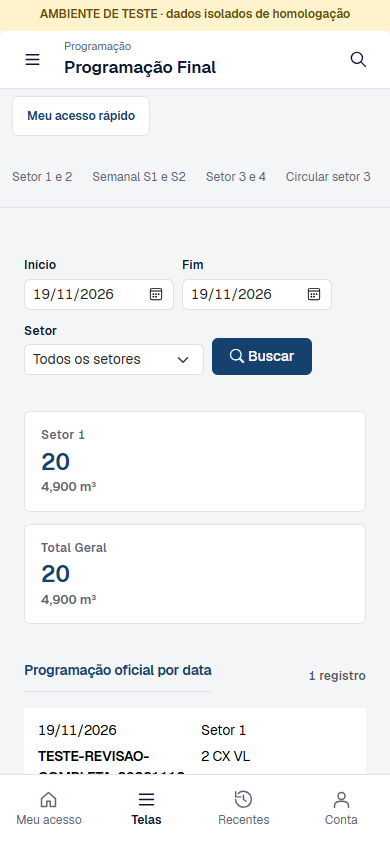 AMBIENTE DE TESTE · dados isolados de homologação
Programação
Programação Final
Meu acesso rápido
Setor 1 e 2 Semanal S1 e S2 Setor 3 e 4 Circular setor 3
Início Fim
19/11/2026 19/11/2026
Setor
Todos os setores Buscar
Setor 1
20
4,900 m³
Total Geral
20
4,900 m³
Programação oficial por data 1 registro
19/11/2026 Setor 1
TESTE-REVISAO- 2 CX VL
Meu acesso Telas Recentes Conta